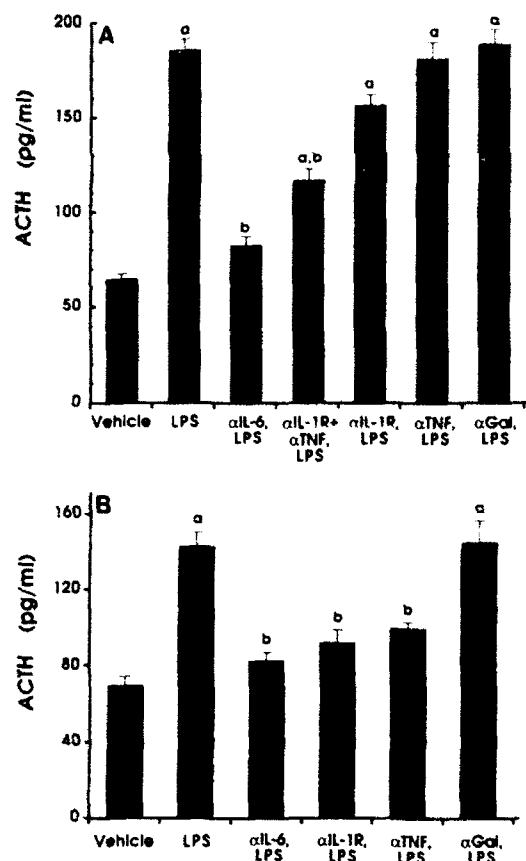 A
ACTH (pg/ml)
200
150
100
50
0
a
b
a,b
a
a
a
Vehicle
LPS
αIL-6, LPS
αIL-1R+ αTNF, LPS
αIL-1R, LPS
αTNF, LPS
αGal, LPS
B
ACTH (pg/ml)
160
120
80
40
0
a
b
b
b
a
Vehicle
LPS
αIL-6, LPS
αIL-1R, LPS
αTNF, LPS
αGal, LPS